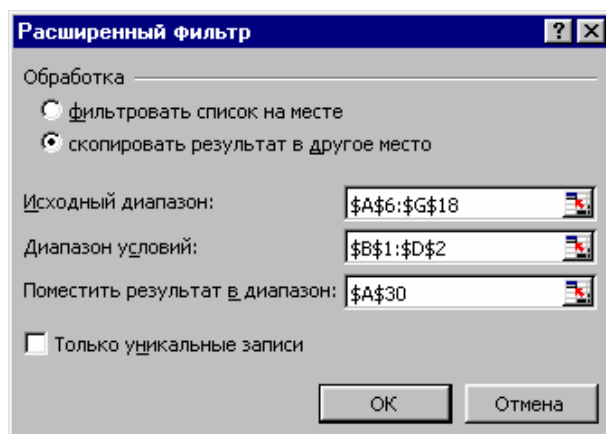 Расширенный фильтр
Обработка
фильтровать список на месте
скопировать результат в другое место
Исходный диапазон: $A$6:$G$18
Диапазон условий: $B$1:$D$2
Поместить результат в диапазон: $A$30
Только уникальные записи
ОК Отмена